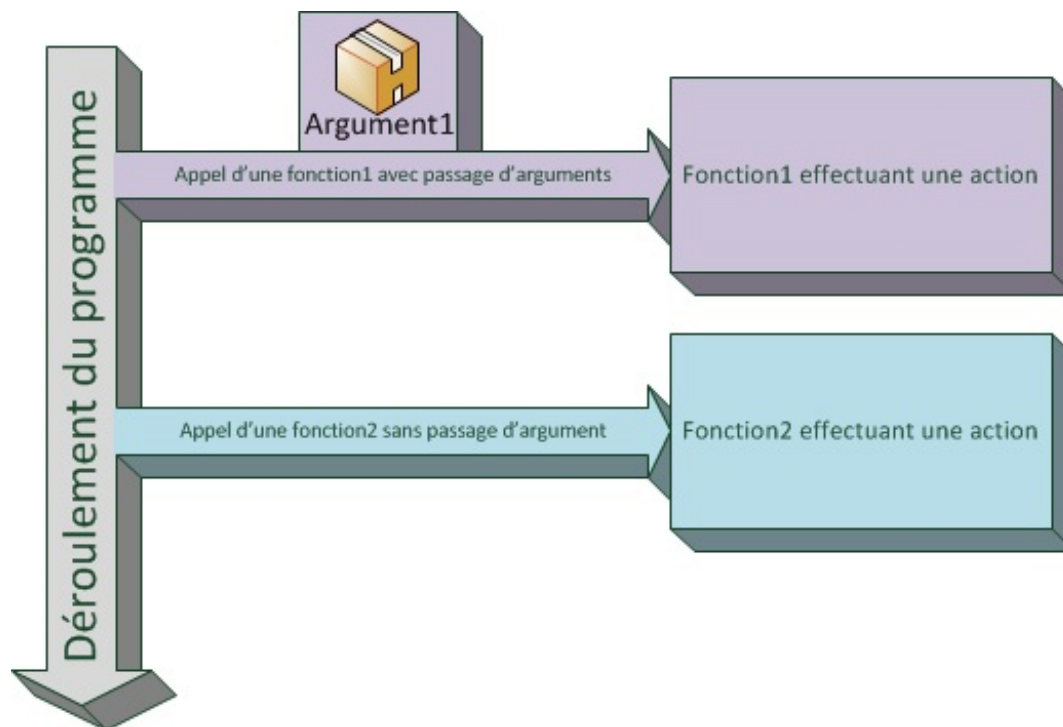 Déroulement du programme
Argument1
Appel d'une fonction1 avec passage d'arguments
Fonction1 effectuant une action
Appel d'une fonction2 sans passage d'argument
Fonction2 effectuant une action